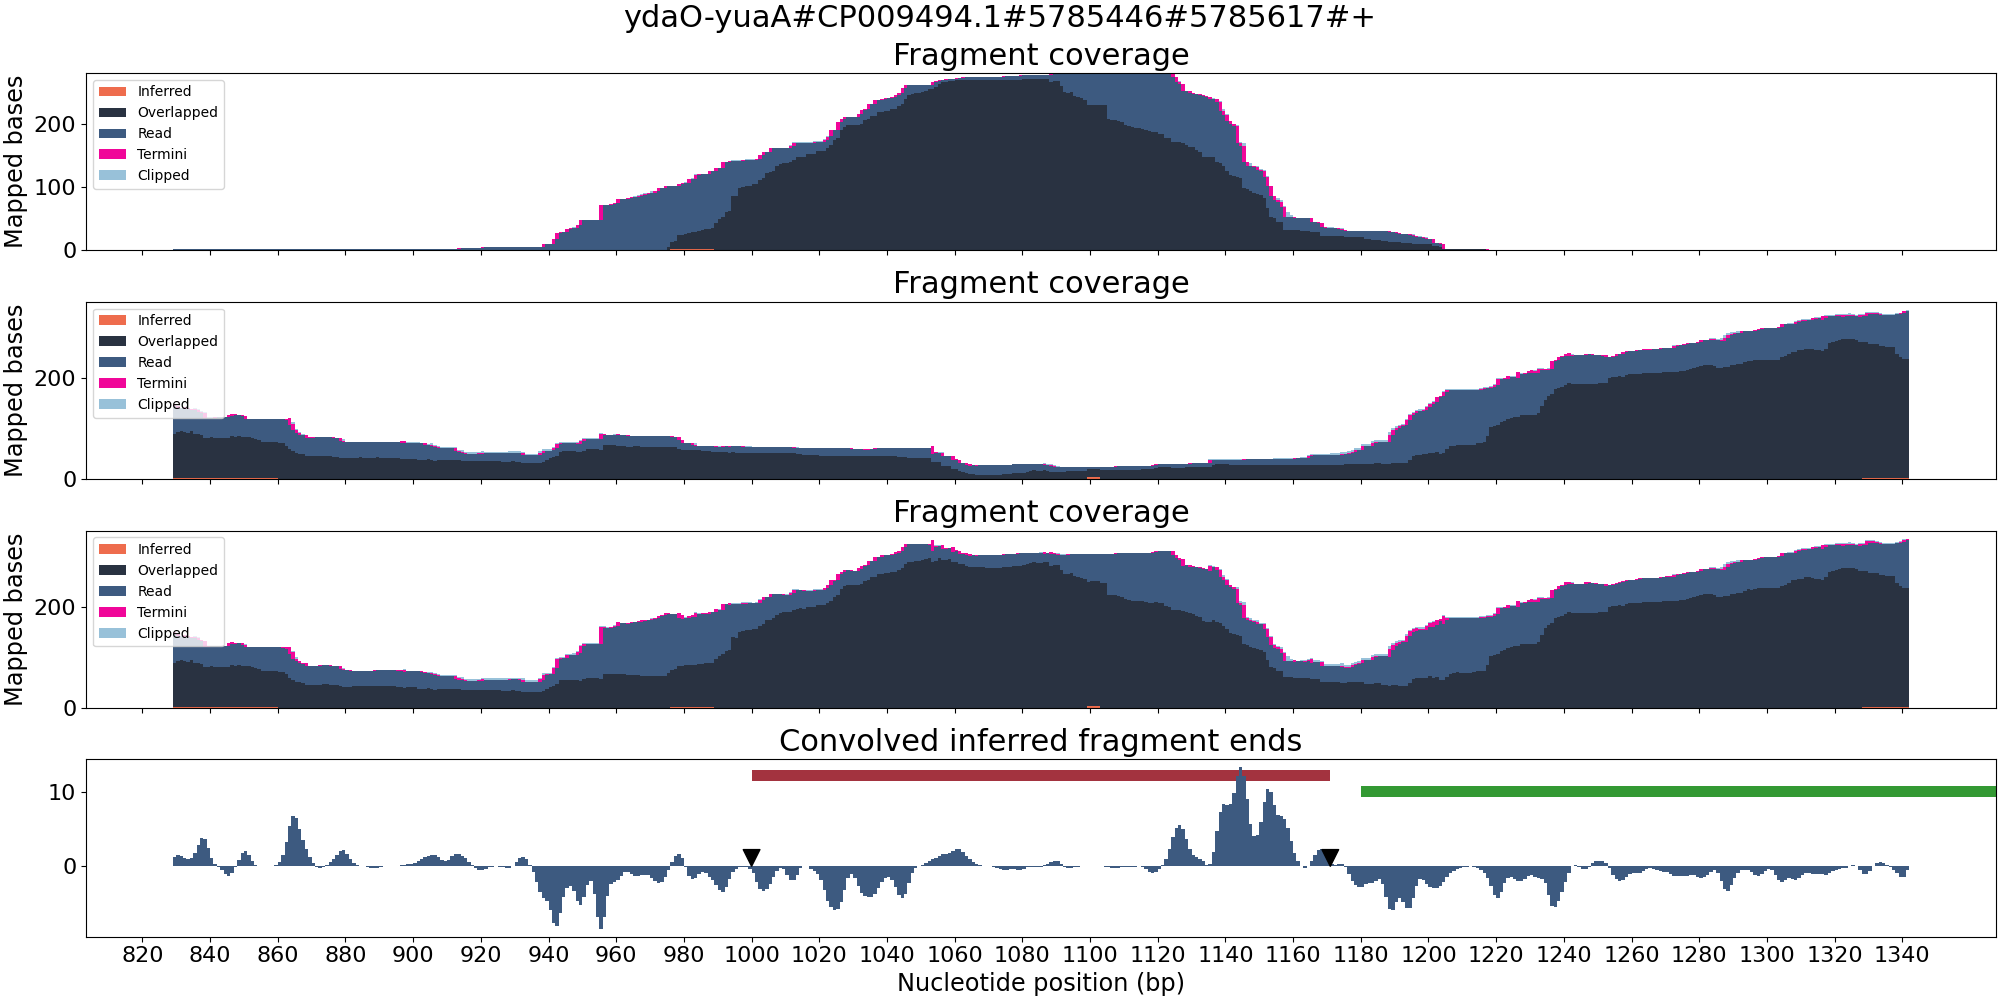 ydaO-yuaA#CP009494.1#5785446#5785617#+
Fragment coverage
Mapped bases
200
100
0
Inferred
Overlapped
Read
Termini
Clipped
Fragment coverage
Mapped bases
200
0
Inferred
Overlapped
Read
Termini
Clipped
Fragment coverage
Mapped bases
200
0
Inferred
Overlapped
Read
Termini
Clipped
Convolved inferred fragment ends
10
0
820 840 860 880 900 920 940 960 980 1000 1020 1040 1060 1080 1100 1120 1140 1160 1180 1200 1220 1240 1260 1280 1300 1320 1340
Nucleotide position (bp)